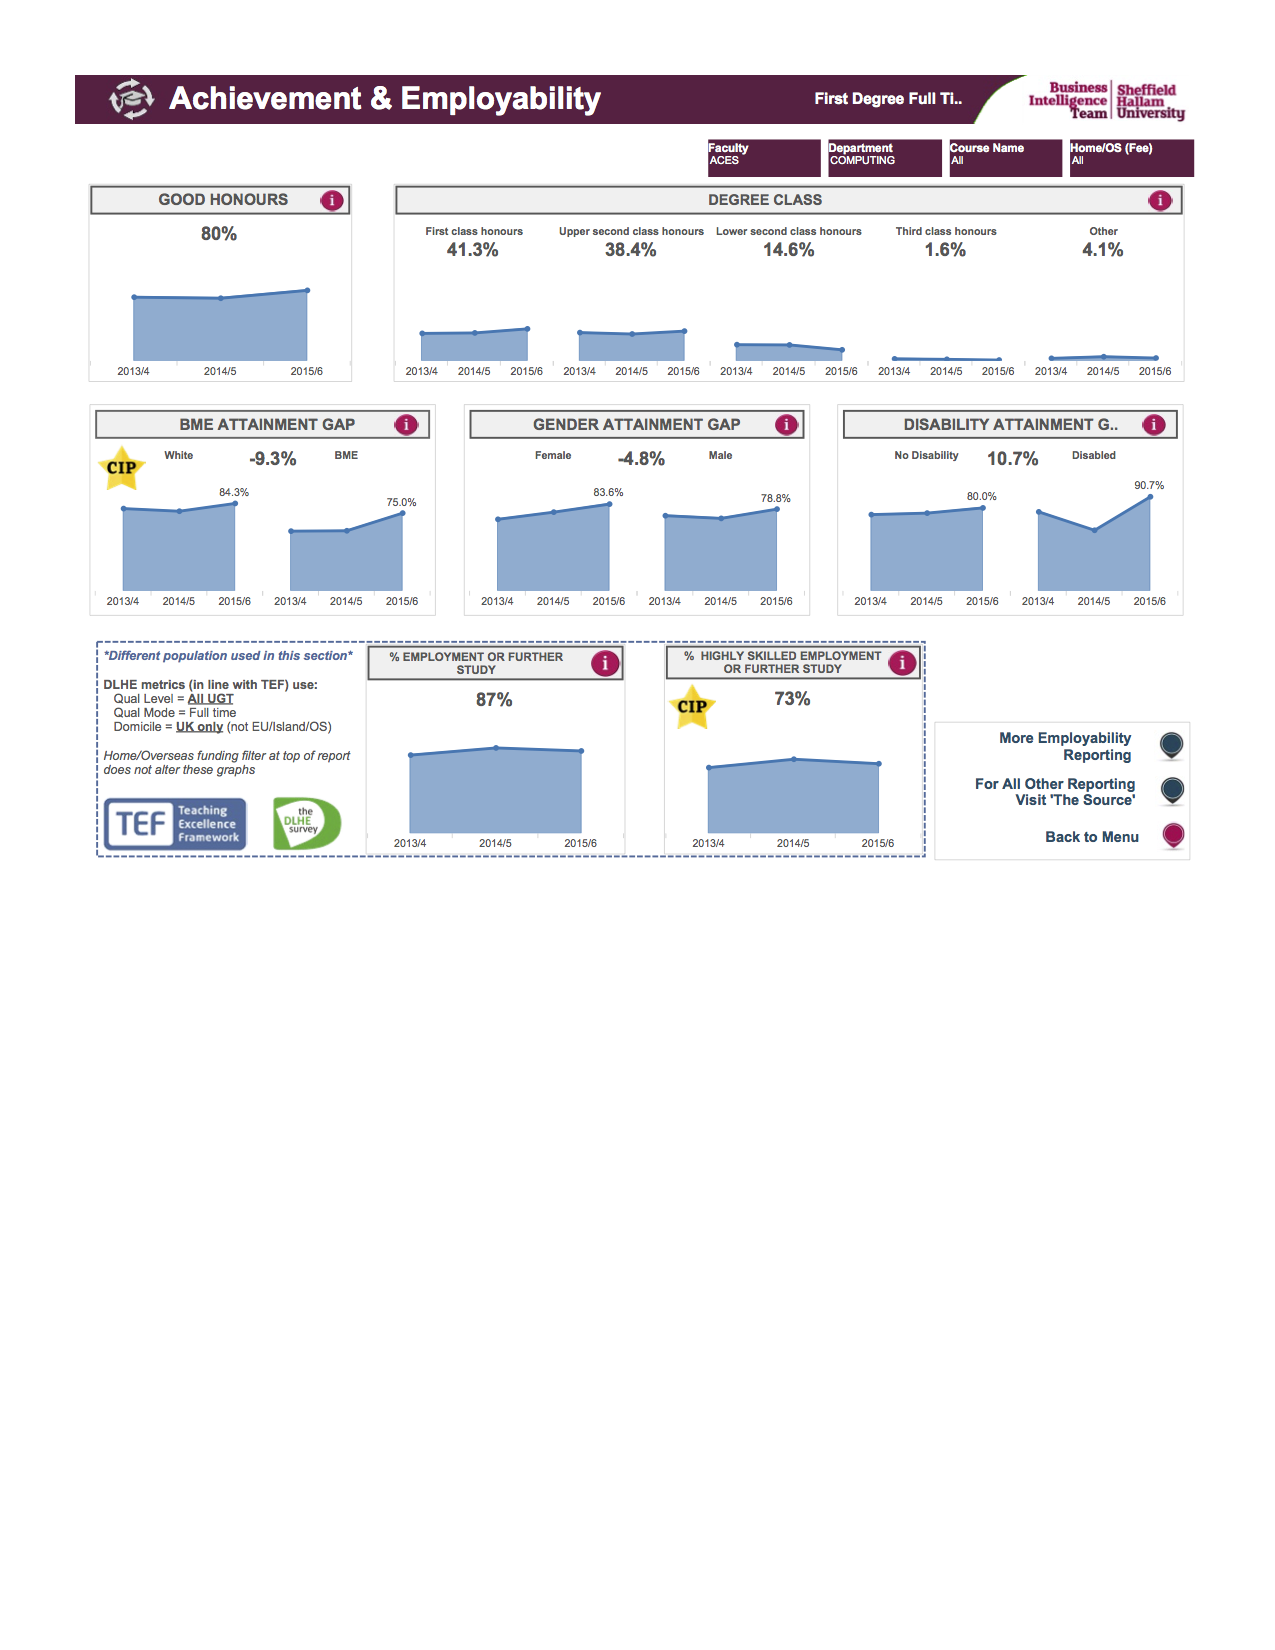 Achievement & Employability
First Degree Full Ti..
Business Intelligence Team
Sheffield Hallam University
Faculty
ACES
Department
COMPUTING
Course Name
All
Home/OS (Fee)
All
GOOD HONOURS
i
80%
2013/4 2014/5 2015/6
DEGREE CLASS
i
First class honours Upper second class honours Lower second class honours Third class honours Other
41.3% 38.4% 14.6% 1.6% 4.1%
2013/4 2014/5 2015/6 2013/4 2014/5 2015/6 2013/4 2014/5 2015/6 2013/4 2014/5 2015/6 2013/4 2014/5 2015/6
BME ATTAINMENT GAP
i
CIP
White -9.3% BME
84.3% 75.0%
2013/4 2014/5 2015/6 2013/4 2014/5 2015/6
GENDER ATTAINMENT GAP
i
Female -4.8% Male
83.6% 78.8%
2013/4 2014/5 2015/6 2013/4 2014/5 2015/6
DISABILITY ATTAINMENT G..
i
No Disability 10.7% Disabled
80.0% 90.7%
2013/4 2014/5 2015/6 2013/4 2014/5 2015/6
*Different population used in this section*
DLHE metrics (in line with TEF) use:
Qual Level = All UGT
Qual Mode = Full time
Domicile = UK only (not EU/Island/OS)
Home/Overseas funding filter at top of report
does not alter these graphs
TEF
Teaching
Excellence
Framework
the
DLHE
survey
% EMPLOYMENT OR FURTHER
STUDY
i
87%
2013/4 2014/5 2015/6
% HIGHLY SKILLED EMPLOYMENT
OR FURTHER STUDY
i
CIP
73%
2013/4 2014/5 2015/6
More Employability
Reporting
For All Other Reporting
Visit 'The Source'
Back to Menu